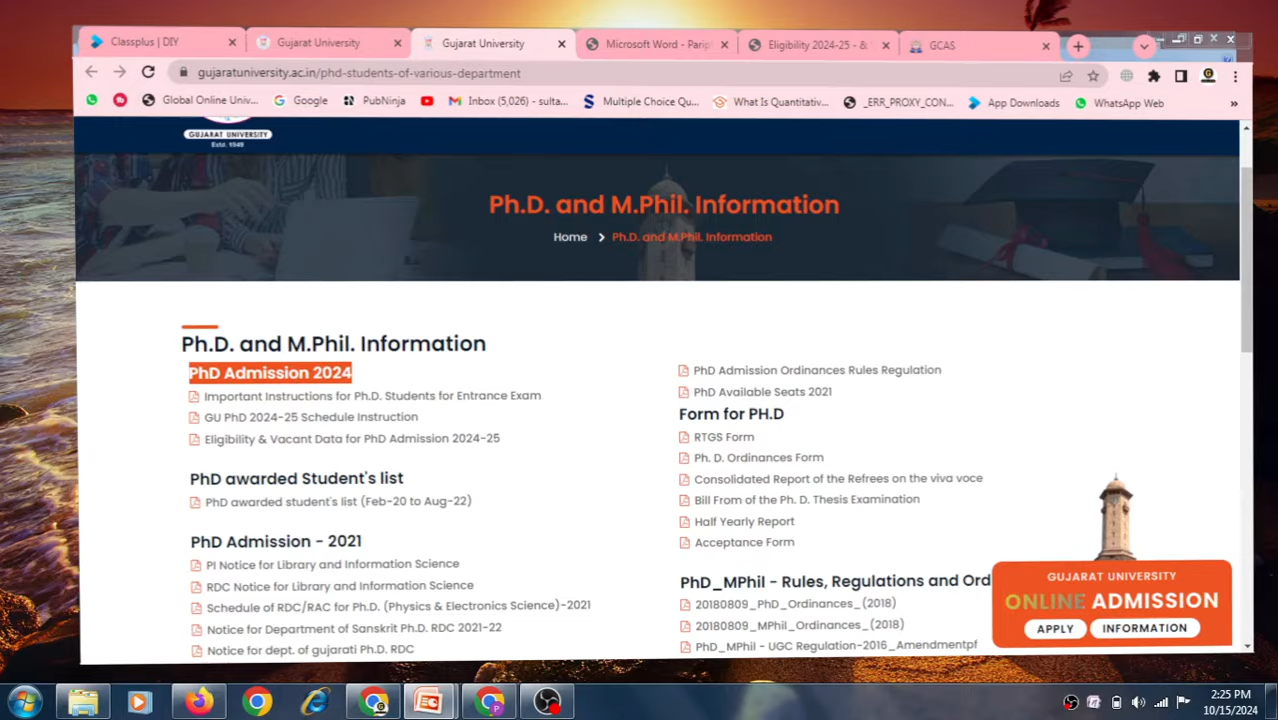 Classplus | DIY
Gujarat University
Gujarat University
Microsoft Word - Parip
Eligibility 2024-25 - &
GCAS
gujaratuniversity.ac.in/phd-students-of-various-department
Global Online Univ...
Google
PubNinja
Inbox (5,026) - sulta...
Multiple Choice Qu...
What Is Quantitativ...
_ERR_PROXY_CON...
App Downloads
WhatsApp Web
»
GUJARAT UNIVERSITY
Estd. 1949
Ph.D. and M.Phil. Information
Home > Ph.D. and M.Phil. Information
Ph.D. and M.Phil. Information
PhD Admission 2024
Important Instructions for Ph.D. Students for Entrance Exam
GU PhD 2024-25 Schedule Instruction
Eligibility & Vacant Data for PhD Admission 2024-25
PhD awarded Student's list
PhD awarded student's list (Feb-20 to Aug-22)
PhD Admission - 2021
PI Notice for Library and Information Science
RDC Notice for Library and Information Science
Schedule of RDC/RAC for Ph.D. (Physics & Electronics Science)-2021
Notice for Department of Sanskrit Ph.D. RDC 2021-22
Notice for dept. of gujarati Ph.D. RDC
PhD Admission Ordinances Rules Regulation
PhD Available Seats 2021
Form for PH.D
RTGS Form
Ph. D. Ordinances Form
Consolidated Report of the Refrees on the viva voce
Bill From of the Ph. D. Thesis Examination
Half Yearly Report
Acceptance Form
PhD_MPhil - Rules, Regulations and Ord
20180809_PhD_Ordinances_(2018)
20180809_MPhil_Ordinances_(2018)
PhD_MPhil - UGC Regulation-2016_Amendmentpf
GUJARAT UNIVERSITY
ONLINE ADMISSION
APPLY
INFORMATION
2:25 PM
10/15/2024